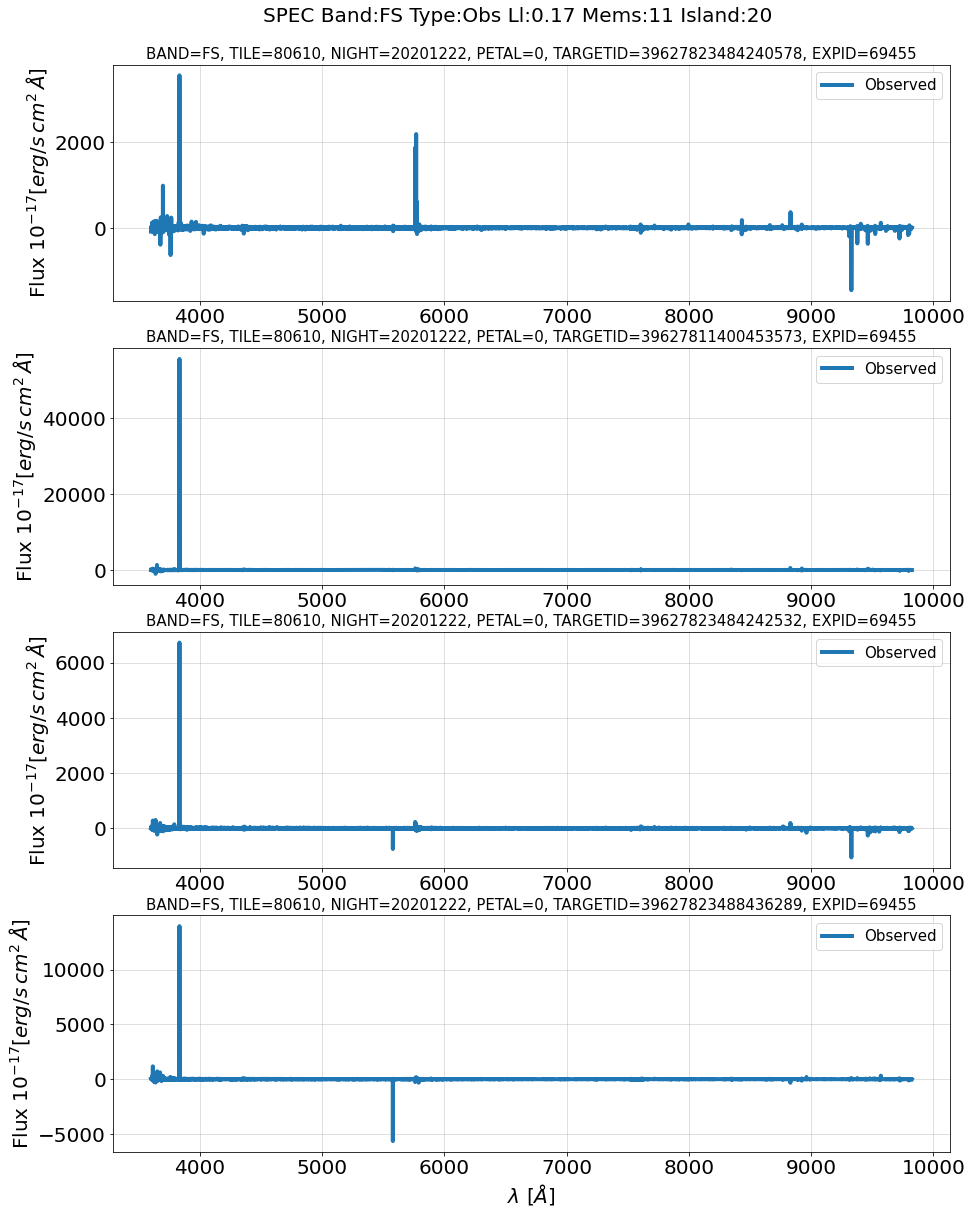 SPEC Band:FS Type:Obs Ll:0.17 Mems:11 Island:20
BAND=FS, TILE=80610, NIGHT=20201222, PETAL=0, TARGETID=39627823484240578, EXPID=69455
Observed
2000
0
Flux 10^{-17}[erg/s cm^2 Å]
4000 5000 6000 7000 8000 9000 10000
BAND=FS, TILE=80610, NIGHT=20201222, PETAL=0, TARGETID=39627811400453573, EXPID=69455
Observed
40000
20000
0
Flux 10^{-17}[erg/s cm^2 Å]
4000 5000 6000 7000 8000 9000 10000
BAND=FS, TILE=80610, NIGHT=20201222, PETAL=0, TARGETID=39627823484242532, EXPID=69455
Observed
6000
4000
2000
0
Flux 10^{-17}[erg/s cm^2 Å]
4000 5000 6000 7000 8000 9000 10000
BAND=FS, TILE=80610, NIGHT=20201222, PETAL=0, TARGETID=39627823488436289, EXPID=69455
Observed
10000
5000
0
−5000
Flux 10^{-17}[erg/s cm^2 Å]
4000 5000 6000 7000 8000 9000 10000
λ [Å]